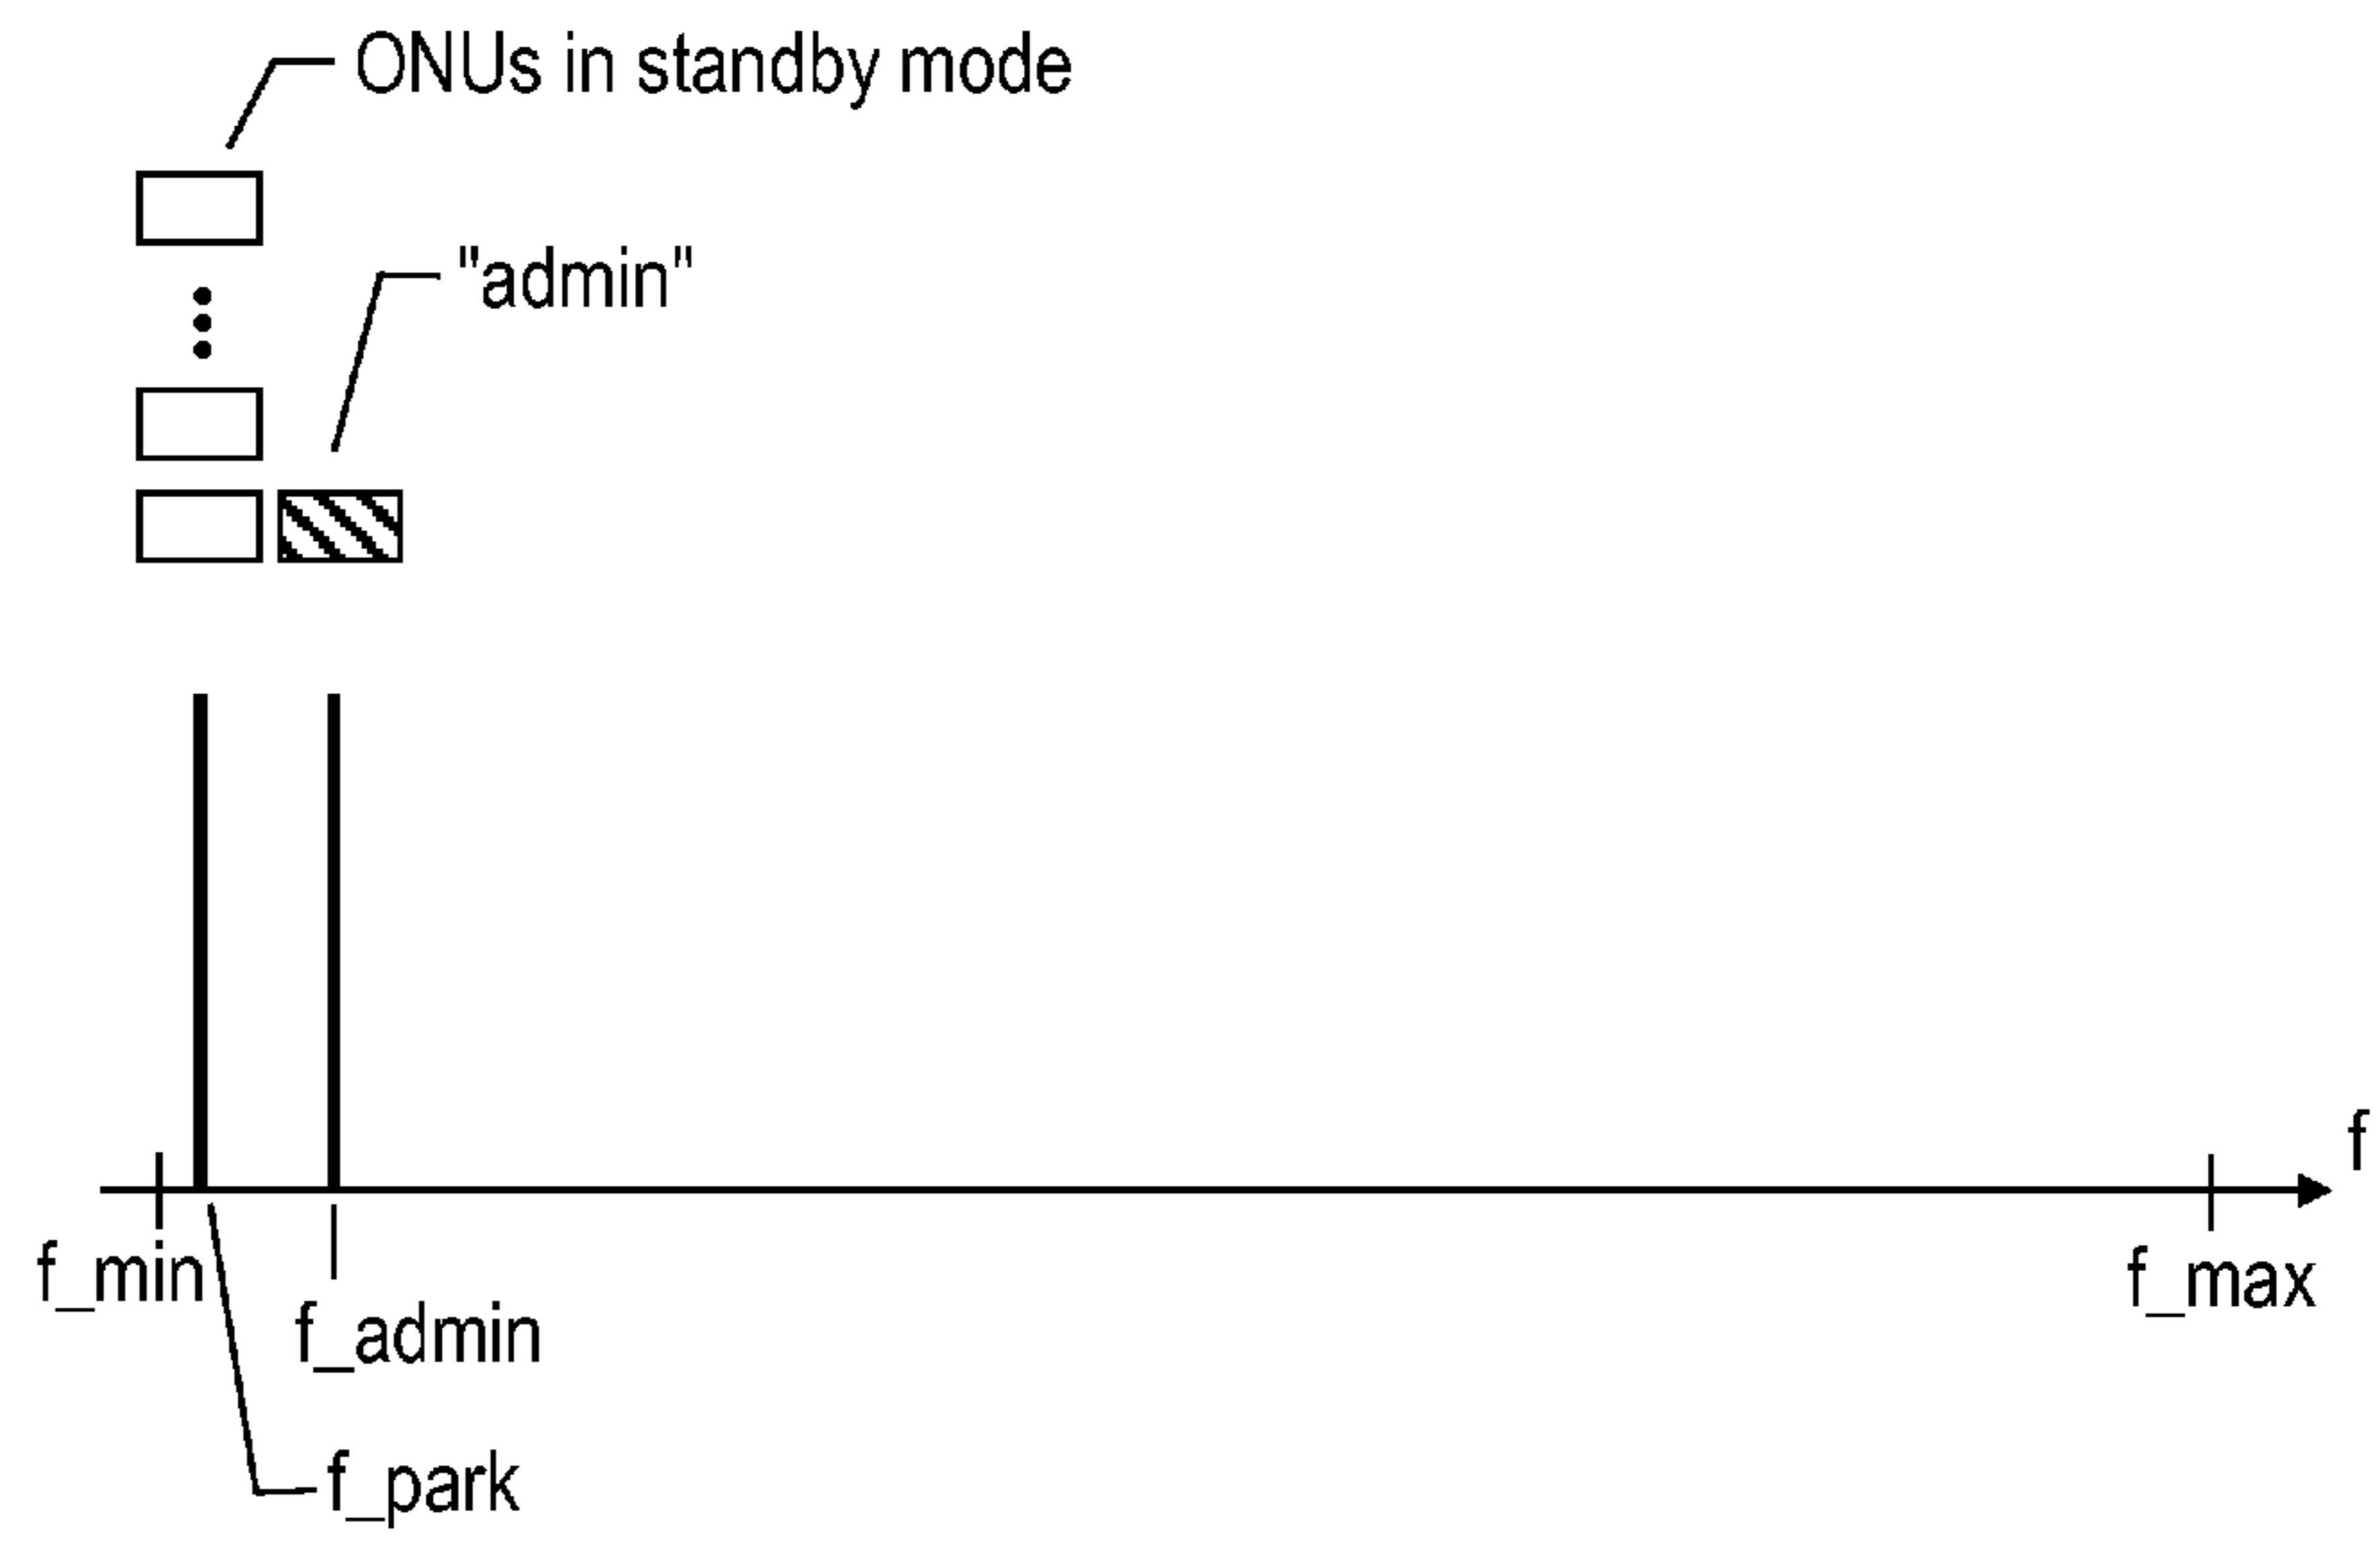 ONUs in standby mode
"admin"
f
f_min
f_max
f_admin
f_park